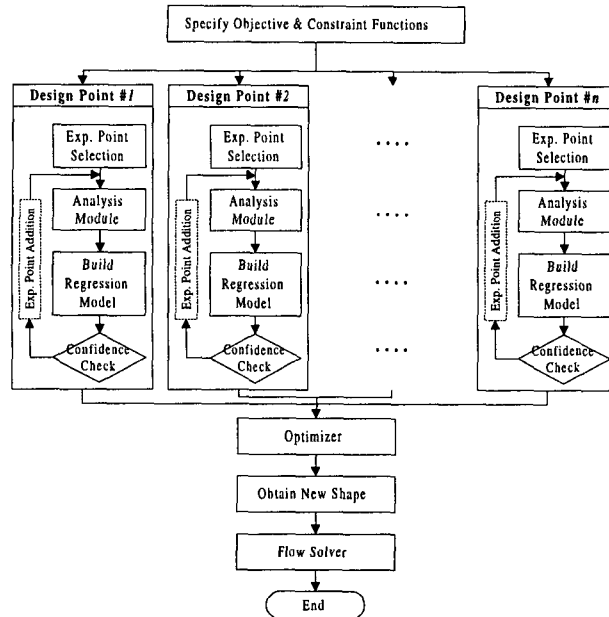 Specify Objective & Constraint Functions
Design Point #1
Exp. Point
Selection
Analysis
Module
Build
Regression
Model
Confidence
Check
Exp. Point Addition
Design Point #2
Exp. Point
Selection
Analysis
Module
Build
Regression
Model
Confidence
Check
Exp. Point Addition
....
....
....
....
Design Point #n
Exp. Point
Selection
Analysis
Module
Build
Regression
Model
Confidence
Check
Exp. Point Addition
Optimizer
Obtain New Shape
Flow Solver
End